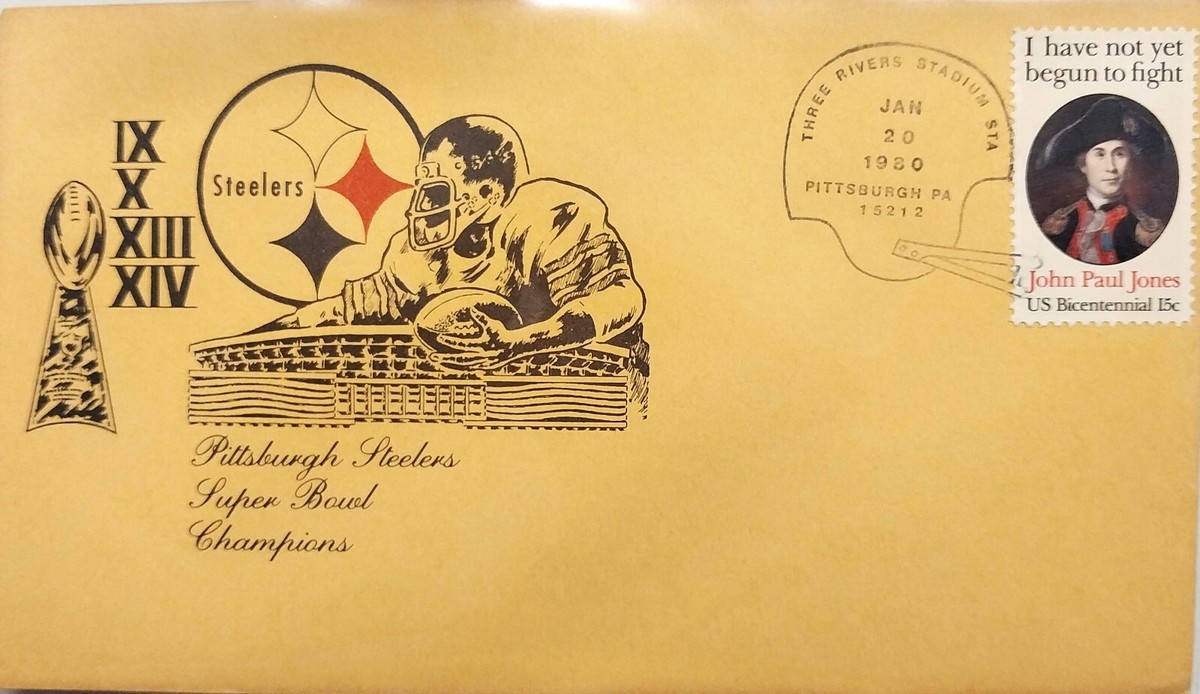 IX
X
XIII
XIV
Steelers
Pittsburgh Steelers
Super Bowl
Champions
THREE RIVERS STADIUM STA
JAN
20
1980
PITTSBURGH PA
15212
I have not yet
begun to fight
John Paul Jones
US Bicentennial 15c